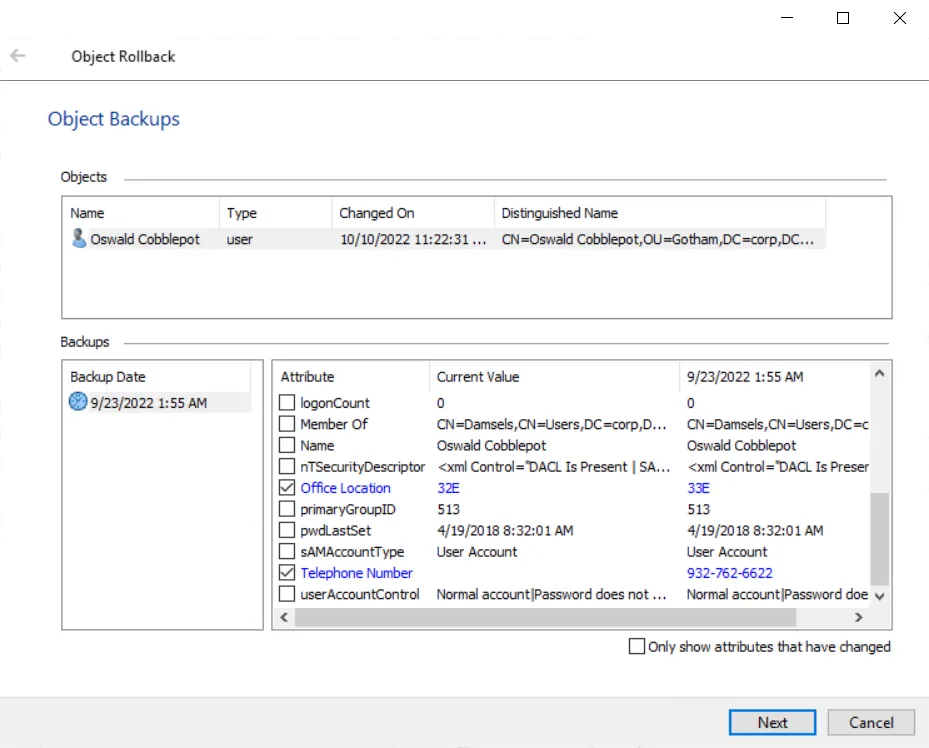 Object Rollback
Object Backups
Objects
Name Type Changed On Distinguished Name
Oswald Cobblepot user 10/10/2022 11:22:31 ... CN=Oswald Cobblepot,OU=Gotham,DC=corp,DC...
Backups
Backup Date
9/23/2022 1:55 AM
Attribute Current Value 9/23/2022 1:55 AM
logonCount 0 0
Member Of CN=Damsels,CN=Users,DC=corp,D... CN=Damsels,CN=Users,DC=c
Name Oswald Cobblepot Oswald Cobblepot
nTSecurityDescriptor <xml Control="DACL Is Present | SA... <xml Control="DACL Is Preser
Office Location 32E 33E
primaryGroupID 513 513
pwdLastSet 4/19/2018 8:32:01 AM 4/19/2018 8:32:01 AM
sAMAccountType User Account User Account
Telephone Number 932-762-6622
userAccountControl Normal account|Password does not ... Normal account|Password doe
Only show attributes that have changed
Next Cancel